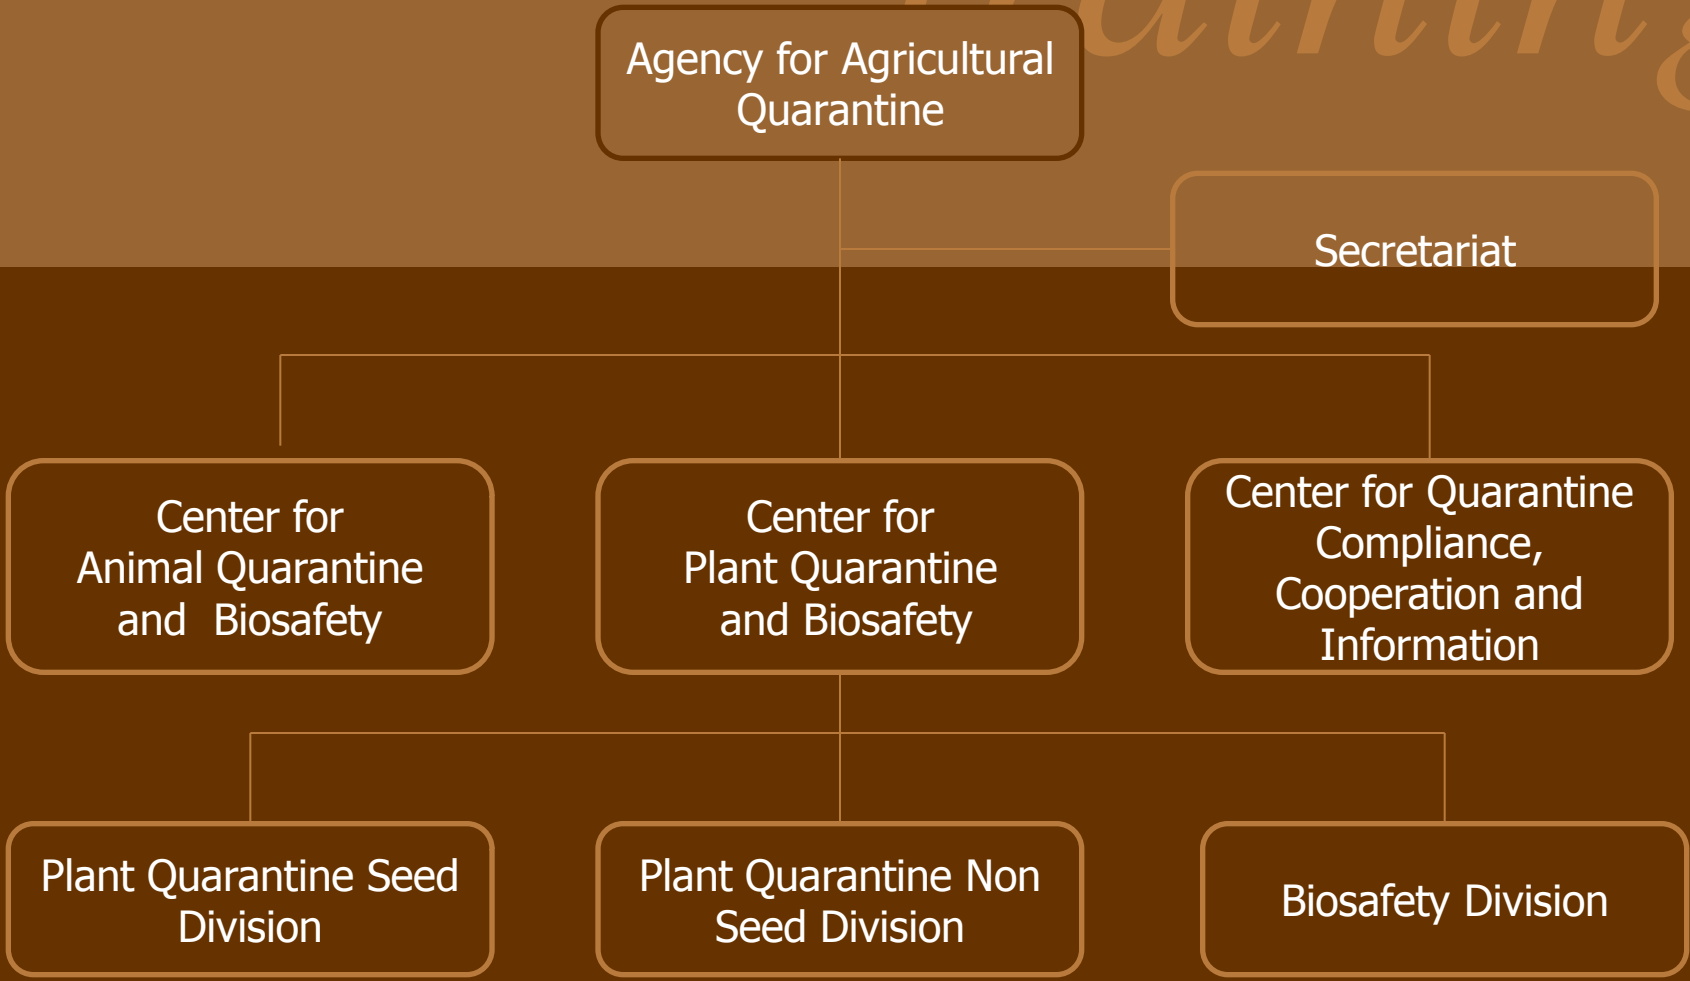 Agency for Agricultural
Quarantine
Secretariat
Center for
Animal Quarantine
and Biosafety
Center for
Plant Quarantine
and Biosafety
Center for Quarantine
Compliance,
Cooperation and
Information
Plant Quarantine Seed
Division
Plant Quarantine Non
Seed Division
Biosafety Division